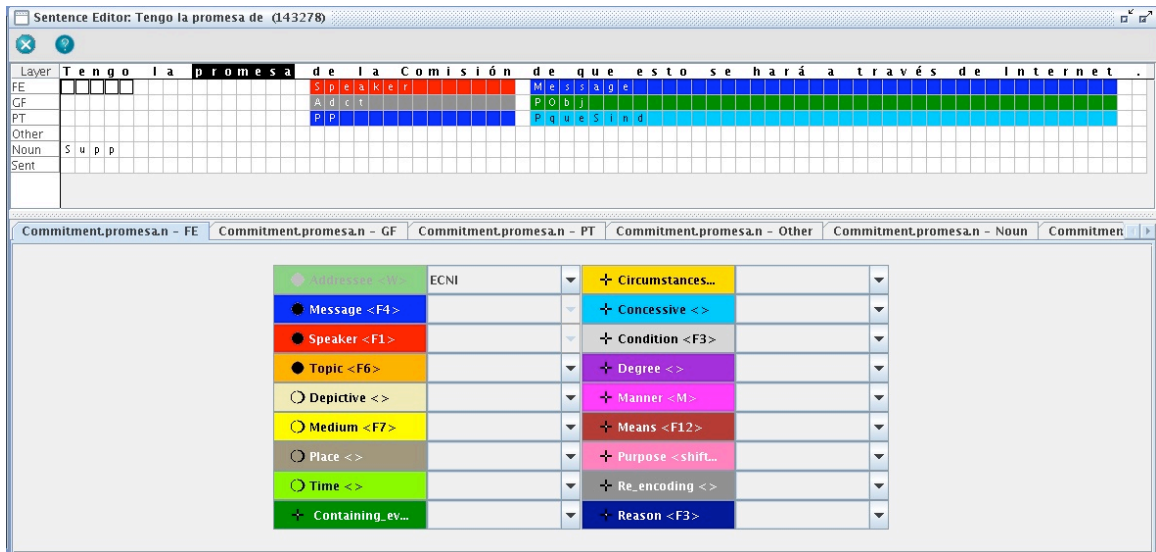 Sentence Editor: Tengo la promesa de (143278)
?
Layer Tengo la promesa de la Comisión de que esto se hará a través de Internet .
FE Speaker Message
GF Adct PObj
PT PP PqueSind
Other
Noun Supp
Sent
Commitment.promesa.n - FE Commitment.promesa.n - GF Commitment.promesa.n - PT Commitment.promesa.n - Other Commitment.promesa.n - Noun Commitmen
Addressee <W> ECNI Circumstances...
Message <F4> Concessive <>
Speaker <F1> Condition <F3>
Topic <F6> Degree <>
Depictive <> Manner <M>
Medium <F7> Means <F12>
Place <> Purpose <shift...
Time <> Re_encoding <>
Containing_ev... Reason <F3>